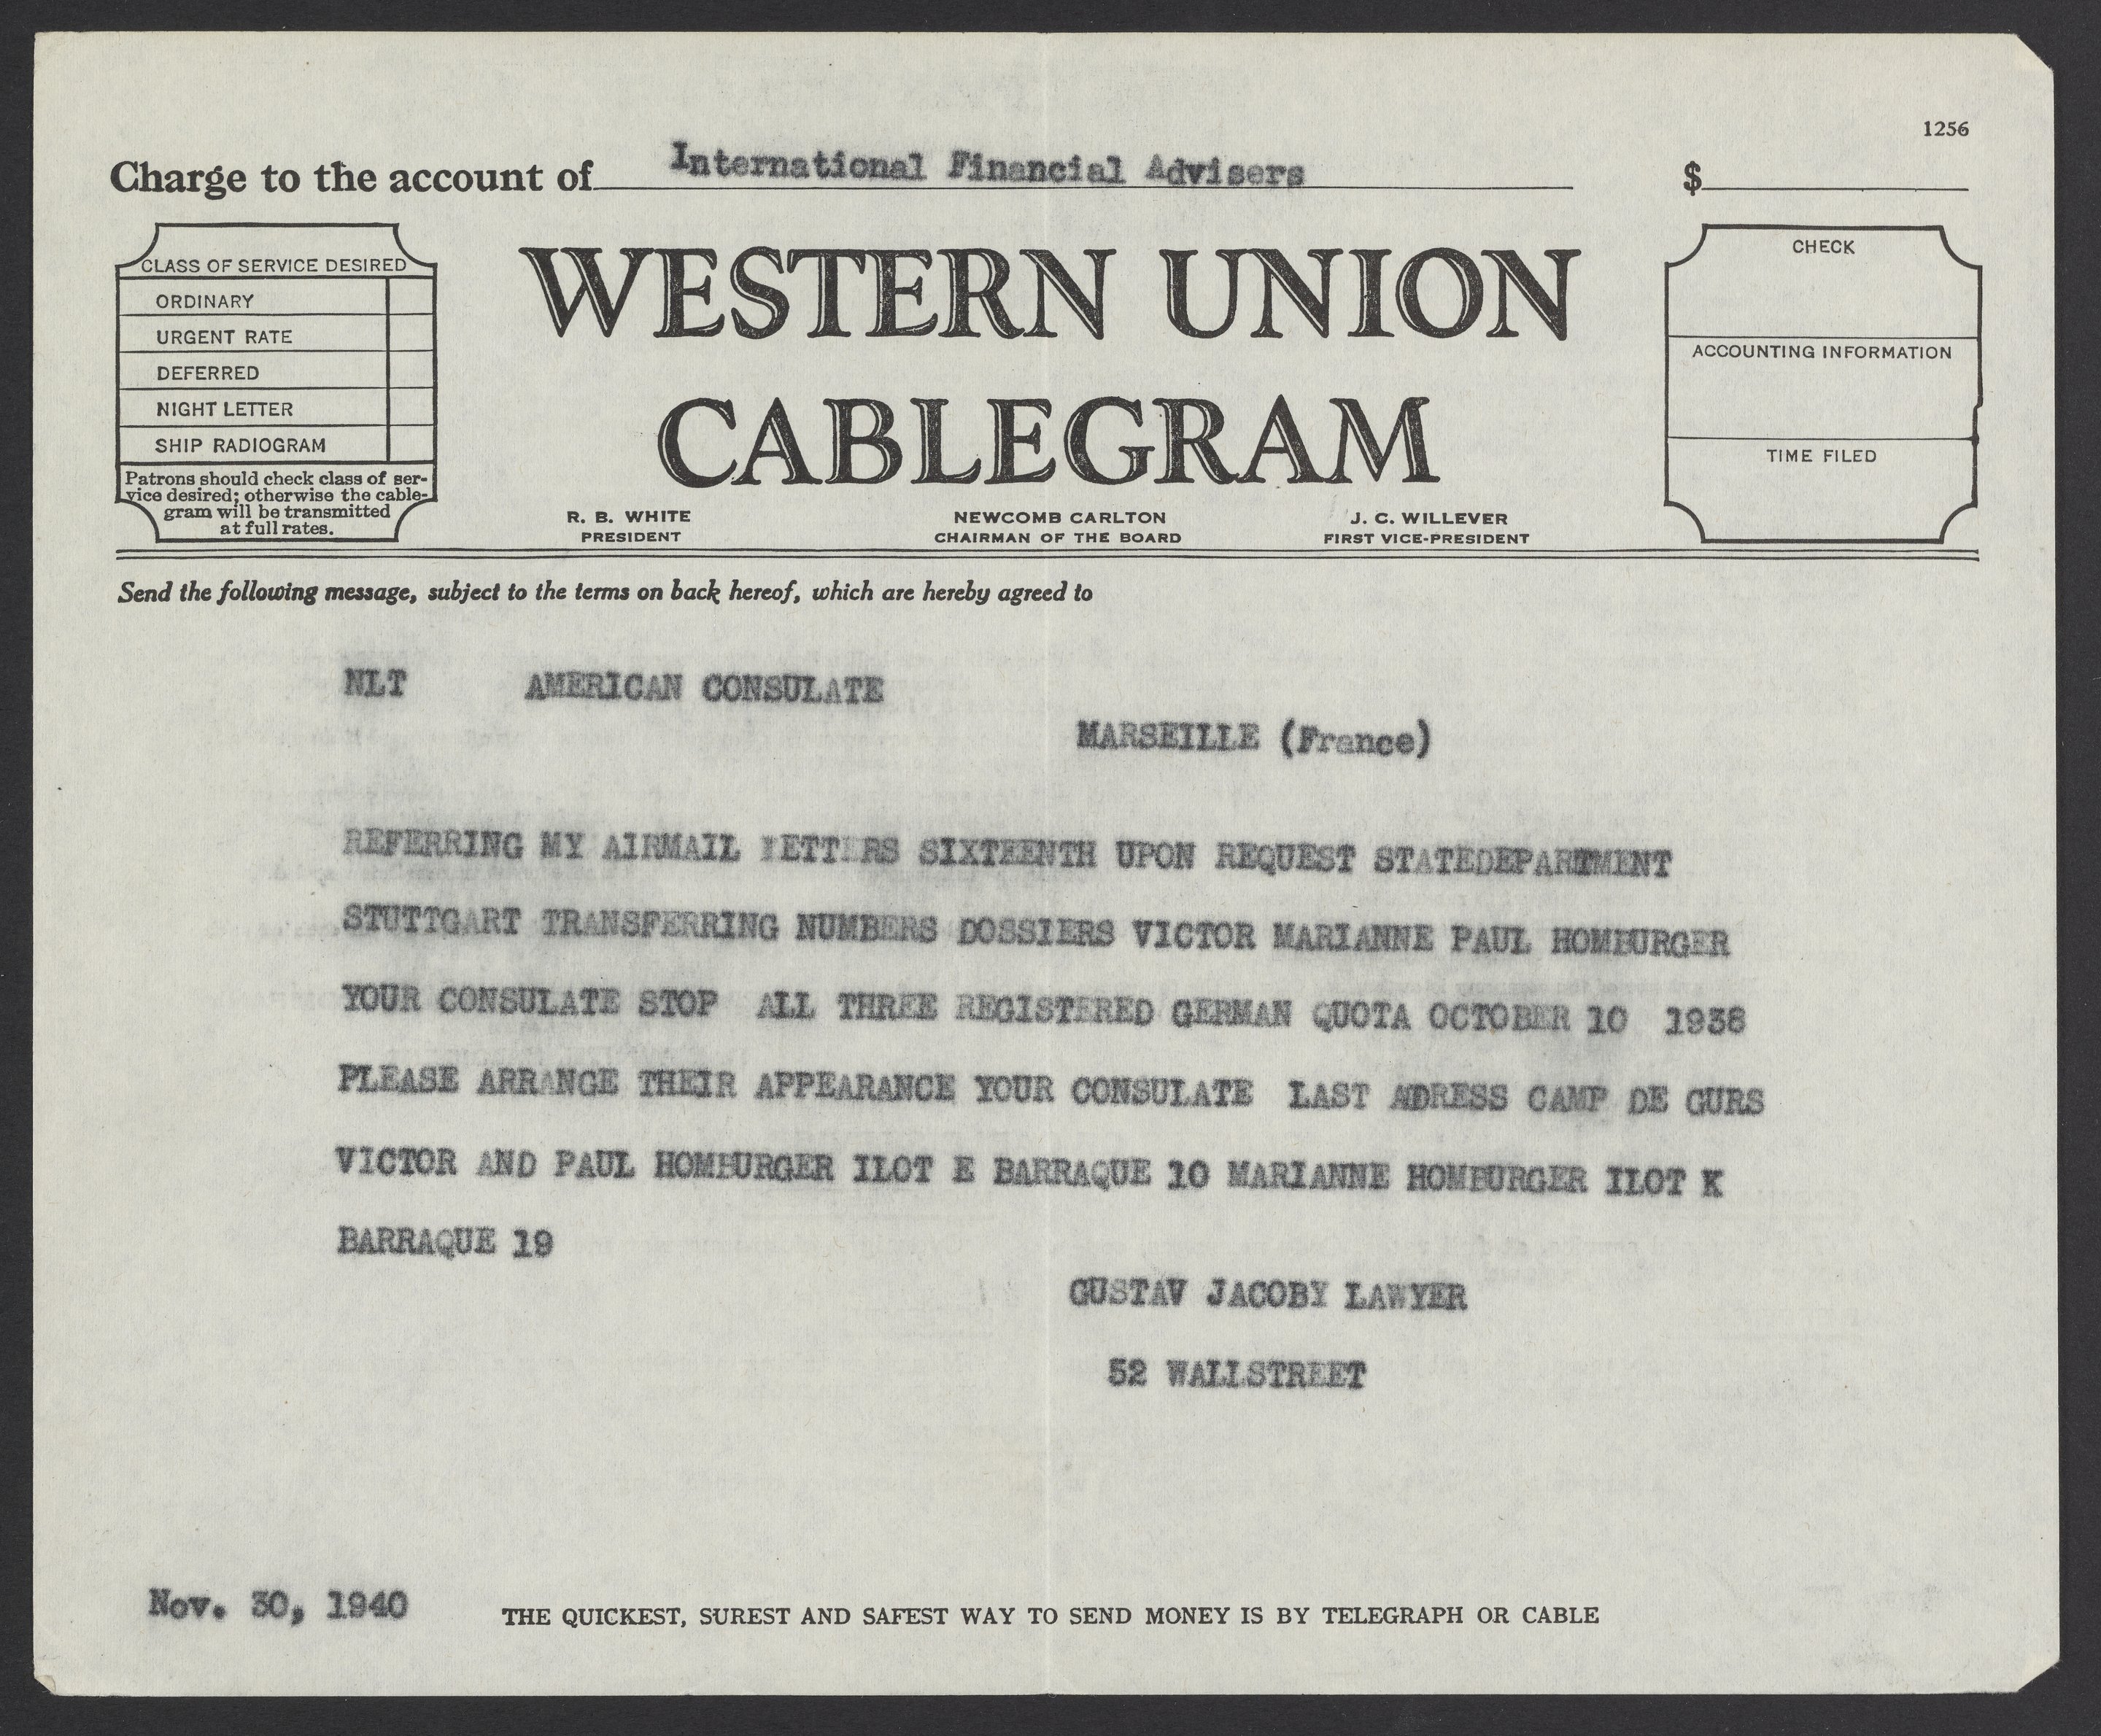 1256
Charge to the account of International Financial Advisers $
CLASS OF SERVICE DESIRED
ORDINARY
URGENT RATE
DEFERRED
NIGHT LETTER
SHIP RADIOGRAM
Patrons should check class of ser-
vice desired; otherwise the cable-
gram will be transmitted
at full rates.
WESTERN UNION
CABLEGRAM
R. B. WHITE
PRESIDENT
NEWCOMB CARLTON
CHAIRMAN OF THE BOARD
J. C. WILLEVER
FIRST VICE-PRESIDENT
CHECK
ACCOUNTING INFORMATION
TIME FILED
Send the following message, subject to the terms on back hereof, which are hereby agreed to
NLT AMERICAN CONSULATE
MARSEILLE (France)
REFERRING MY AIRMAIL LETTERS SIXTEENTH UPON REQUEST STATEDEPARTMENT
STUTTGART TRANSFERRING NUMBERS DOSSIERS VICTOR MARIANNE PAUL HOMBURGER
YOUR CONSULATE STOP ALL THREE REGISTERED GERMAN QUOTA OCTOBER 10 1938
PLEASE ARRANGE THEIR APPEARANCE YOUR CONSULATE LAST ADRESS CAMP DE GURS
VICTOR AND PAUL HOMBURGER ILOT E BARRAQUE 10 MARIANNE HOMBURGER ILOT K
BARRAQUE 19
GUSTAV JACOBY LAWYER
52 WALLSTREET
Nov. 30, 1940
THE QUICKEST, SUREST AND SAFEST WAY TO SEND MONEY IS BY TELEGRAPH OR CABLE